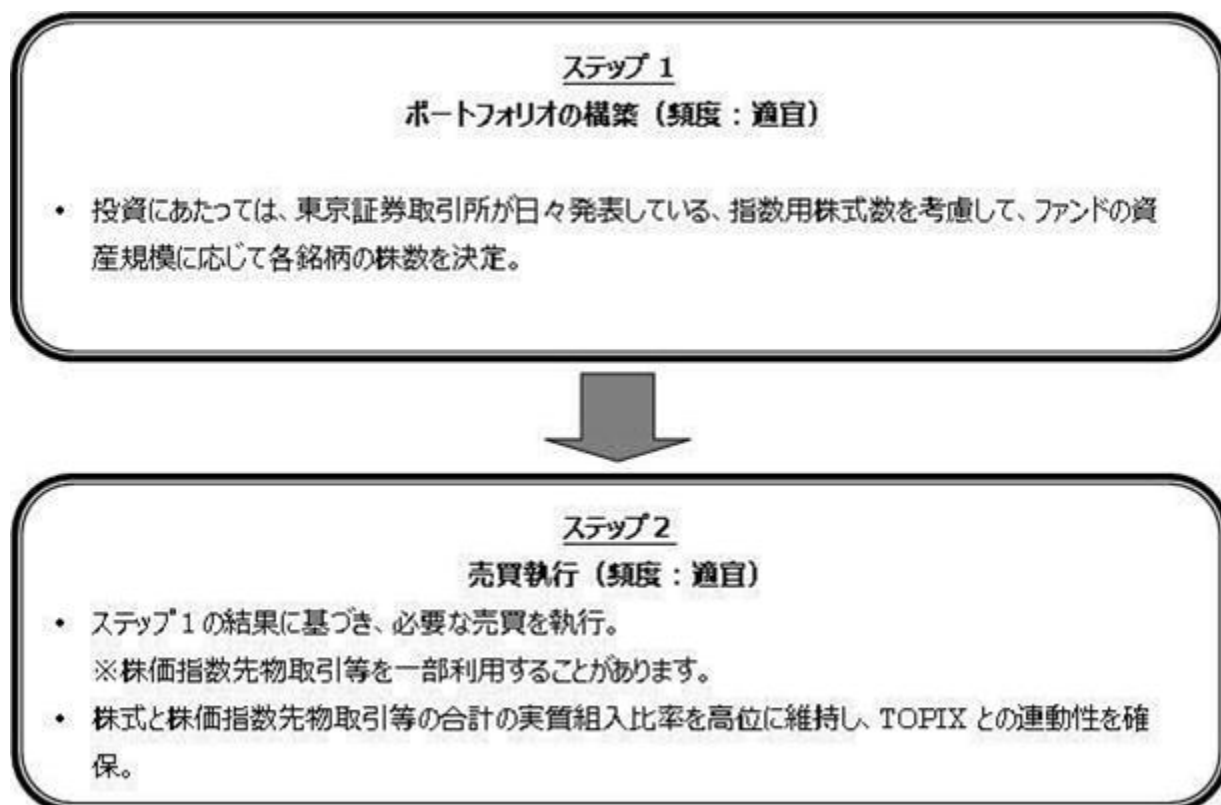 ステップ 1
ポートフォリオの構築（頻度：適宜）
• 投資にあたっては、東京証券取引所が日々発表している、指数用株式数を考慮して、ファンドの資
産規模に応じて各銘柄の株数を決定。
ステップ 2
売買執行（頻度：適宜）
• ステップ 1 の結果に基づき、必要な売買を執行。
※株価指数先物取引等を一部利用することがあります。
• 株式と株価指数先物取引等の合計の実質組入比率を高位に維持し、TOPIX との連動性を確
保。